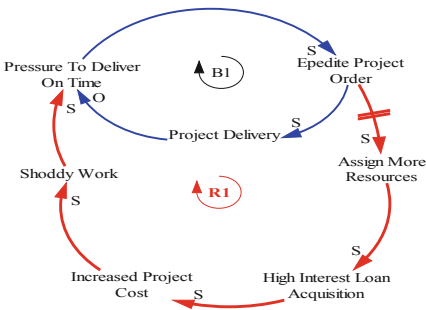 Pressure To Deliver
On Time
S
O
B1
S
Epedite Project
Order
S
Project Delivery
S
Assign More
Resources
Shoddy Work
S
R1
S
High Interest Loan
Acquisition
S
Increased Project
Cost